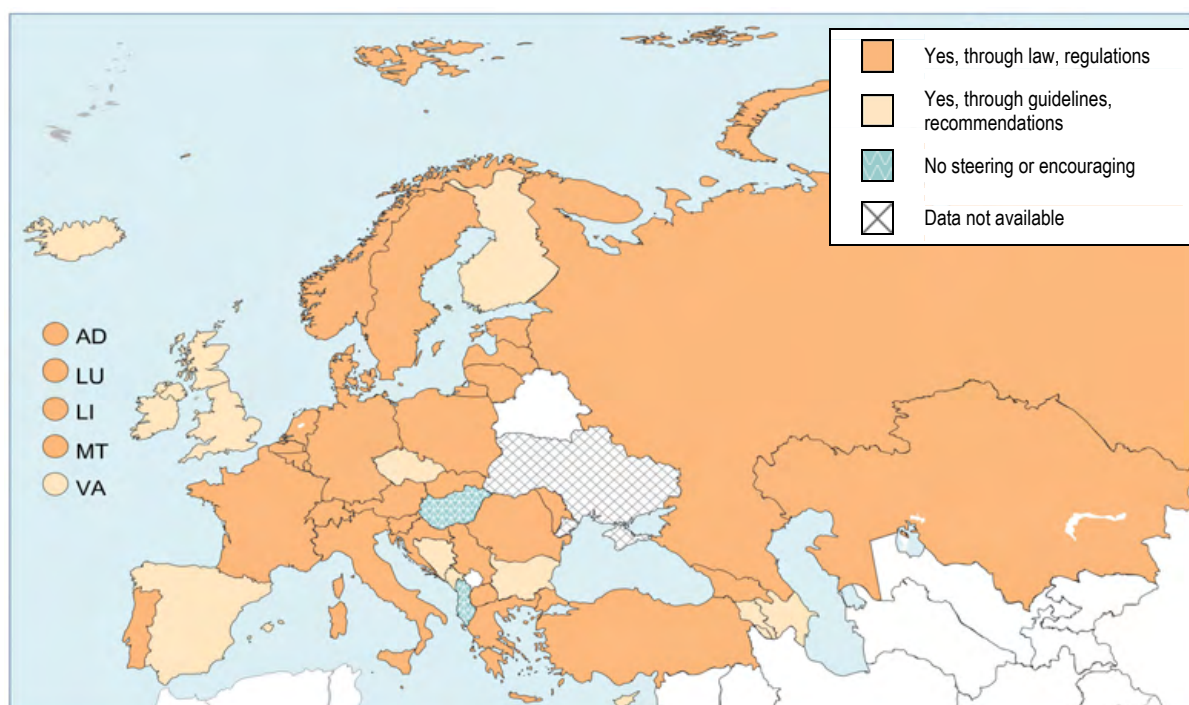 Yes, through law, regulations
Yes, through guidelines,
recommendations
No steering or encouraging
Data not available
AD
LU
LI
MT
VA